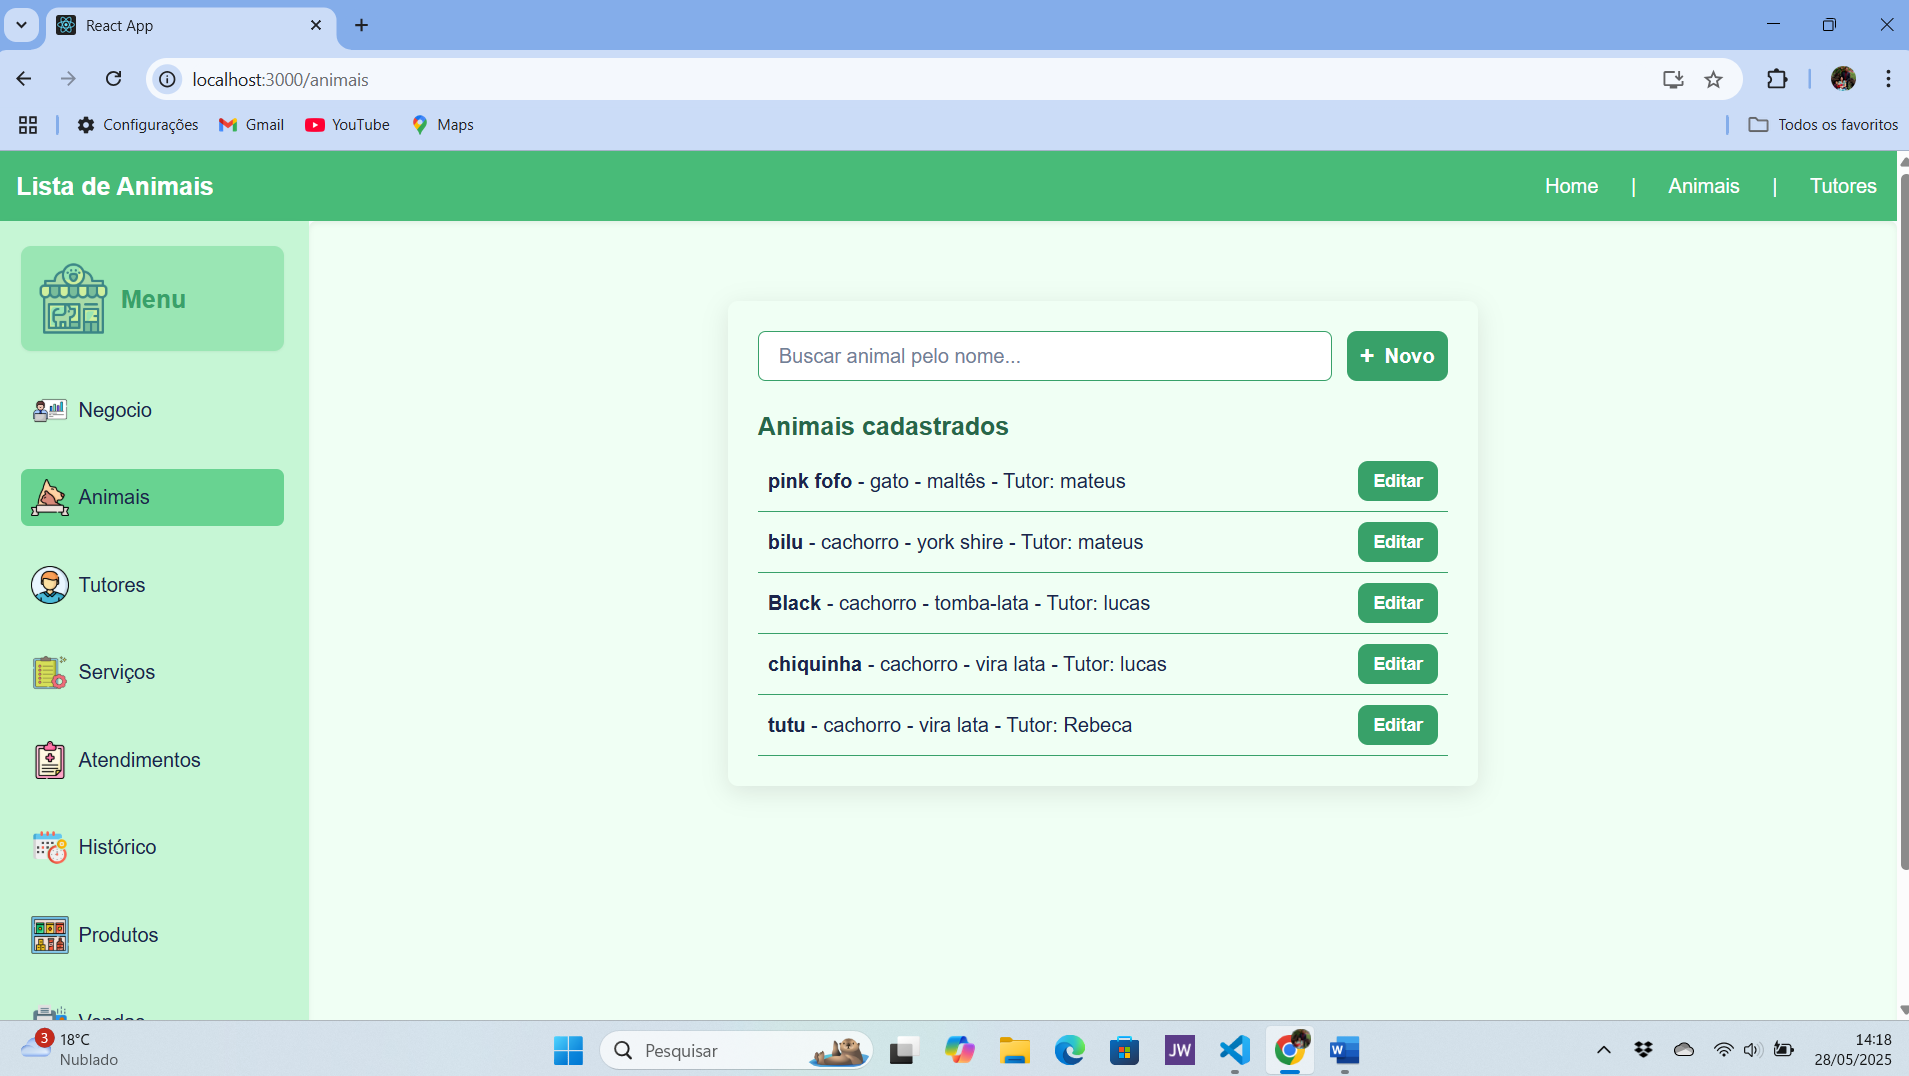 React App
localhost:3000/animais
Configurações
Gmail
YouTube
Maps
Todos os favoritos
Lista de Animais
Home | Animais | Tutores
Menu
Negocio
Animais
Tutores
Serviços
Atendimentos
Histórico
Produtos
Vendas
Buscar animal pelo nome...
+ Novo
Animais cadastrados
pink fofo - gato - maltês - Tutor: mateus
Editar
bilu - cachorro - york shire - Tutor: mateus
Editar
Black - cachorro - tomba-lata - Tutor: lucas
Editar
chiquinha - cachorro - vira lata - Tutor: lucas
Editar
tutu - cachorro - vira lata - Tutor: Rebeca
Editar
3
18°C
Nublado
Pesquisar
JW
W
14:18
28/05/2025